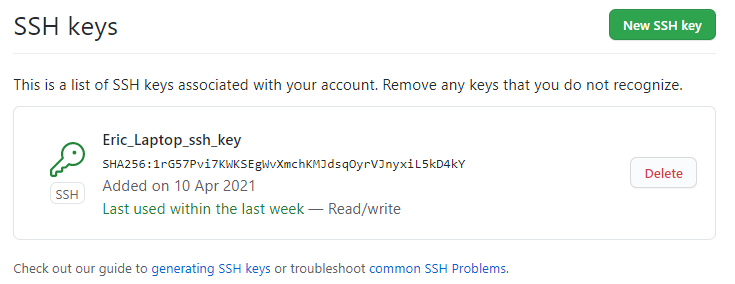 SSH keys
New SSH key
This is a list of SSH keys associated with your account. Remove any keys that you do not recognize.
Eric_Laptop_ssh_key
SHA256:1rG57Pvi7KWKSEgWvXmchKMJdsqOyrVJnyxiL5kD4kY
SSH
Added on 10 Apr 2021
Delete
Last used within the last week — Read/write
Check out our guide to generating SSH keys or troubleshoot common SSH Problems.